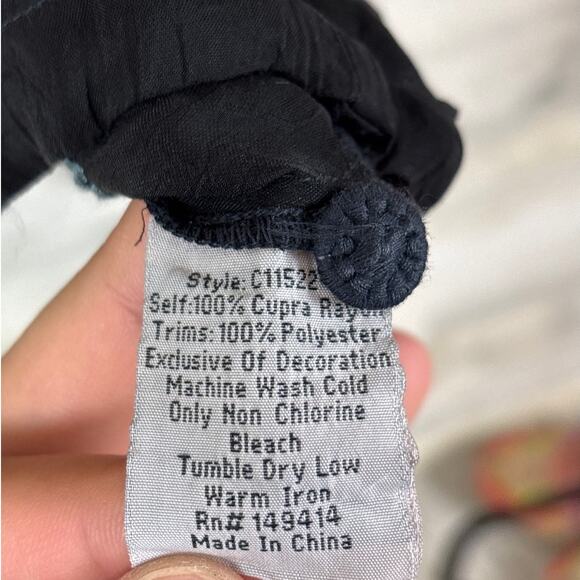 Style: C11522
Self:100% Cupra
Trims: 100% Polyester
Exclusive Of Decoration
Machine Wash Cold
Only Non Chlorine
Bleach
Tumble Dry Low
Warm Iron
Rn# 149414
Made In China